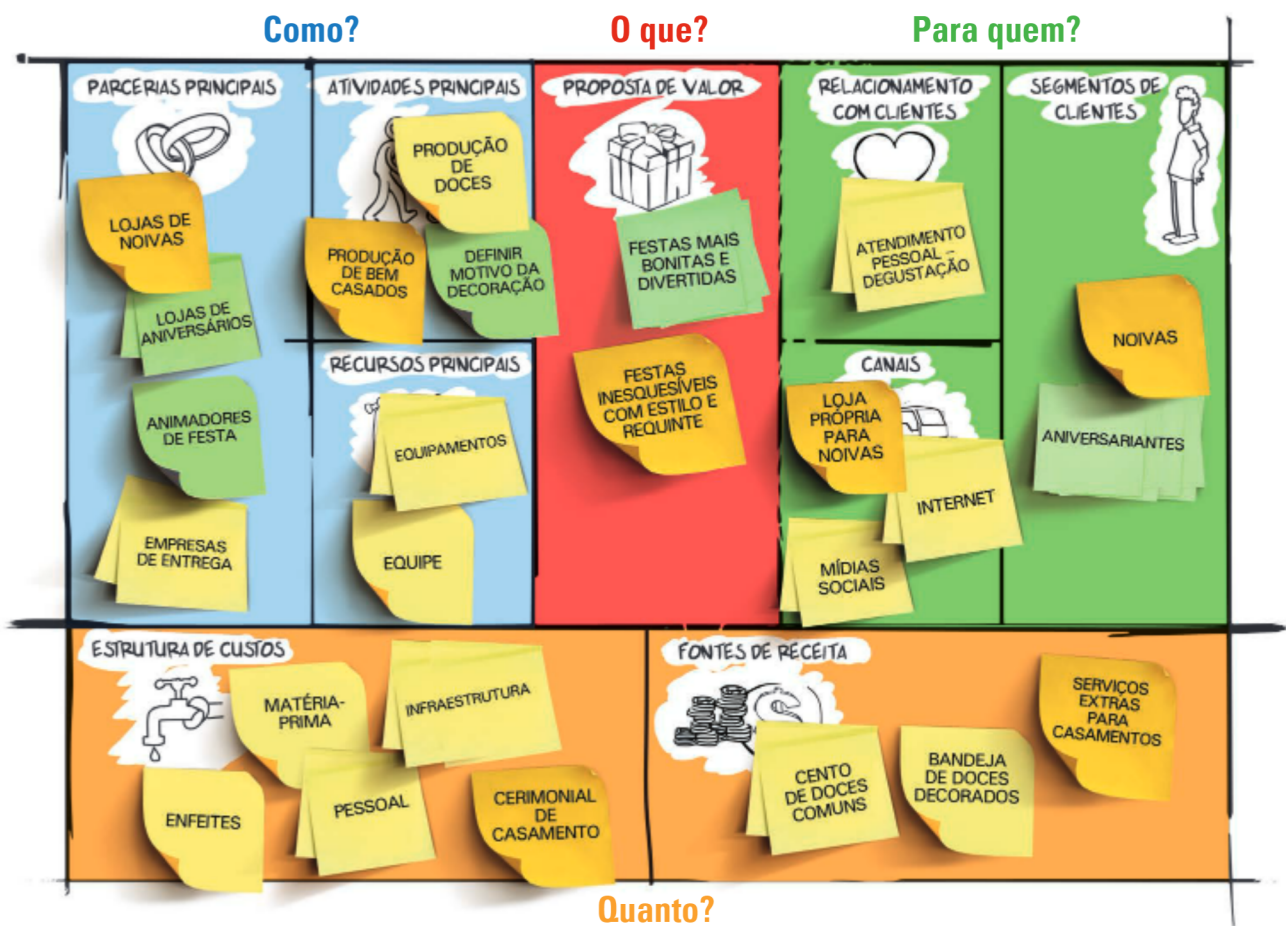 Como?
O que?
Para quem?
PARCERIAS PRINCIPAIS
LOJAS DE
NOIVAS
LOJAS DE
ANIVERSÁRIOS
ANIMADORES
DE FESTA
EMPRESAS
DE ENTREGA
ATIVIDADES PRINCIPAIS
PRODUÇÃO
DE
DOCES
PRODUÇÃO
DE BEM
CASADOS
DEFINIR
MOTIVO DA
DECORAÇÃO
RECURSOS PRINCIPAIS
EQUIPAMENTOS
EQUIPE
PROPOSTA DE VALOR
FESTAS MAIS
BONITAS E
DIVERTIDAS
FESTAS
INESQUESÍVEIS
COM ESTILO E
REQUINTE
RELACIONAMENTO
COM CLIENTES
ATENDIMENTO
PESSOAL –
DEGUSTAÇÃO
CANAIS
LOJA
PRÓPRIA
PARA
NOIVAS
INTERNET
MÍDIAS
SOCIAIS
SEGMENTOS DE
CLIENTES
NOIVAS
ANIVERSARIANTES
ESTRUTURA DE CUSTOS
MATÉRIA-
PRIMA
INFRAESTRUTURA
ENFEITES
PESSOAL
CERIMONIAL
DE
CASAMENTO
FONTES DE RECEITA
CENTO
DE DOCES
COMUNS
BANDEJA
DE DOCES
DECORADOS
SERVIÇOS
EXTRAS
PARA
CASAMENTOS
Quanto?